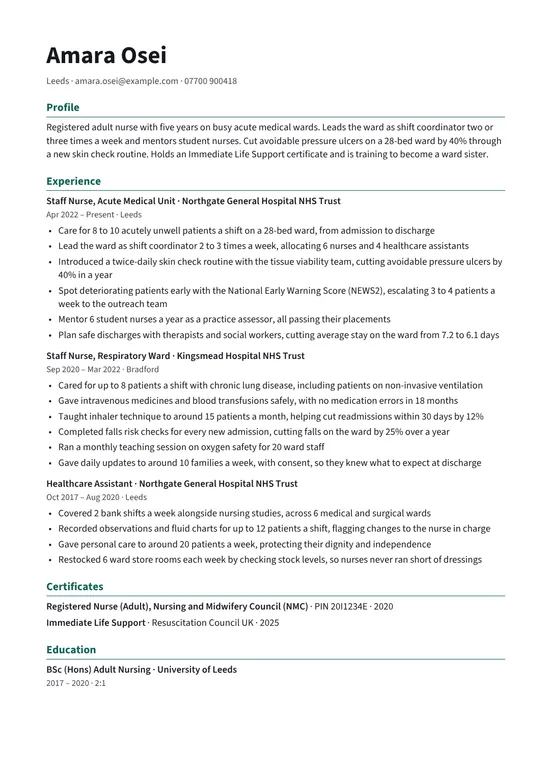 Amara Osei
Leeds · amara.osei@example.com · 07700 900418
Profile
Registered adult nurse with five years on busy acute medical wards. Leads the ward as shift coordinator two or
three times a week and mentors student nurses. Cut avoidable pressure ulcers on a 28-bed ward by 40% through
a new skin check routine. Holds an Immediate Life Support certificate and is training to become a ward sister.
Experience
Staff Nurse, Acute Medical Unit · Northgate General Hospital NHS Trust
Apr 2022 – Present · Leeds
• Care for 8 to 10 acutely unwell patients a shift on a 28-bed ward, from admission to discharge
• Lead the ward as shift coordinator 2 to 3 times a week, allocating 6 nurses and 4 healthcare assistants
• Introduced a twice-daily skin check routine with the tissue viability team, cutting avoidable pressure ulcers by
40% in a year
• Spot deteriorating patients early with the National Early Warning Score (NEWS2), escalating 3 to 4 patients a
week to the outreach team
• Mentor 6 student nurses a year as a practice assessor, all passing their placements
• Plan safe discharges with therapists and social workers, cutting average stay on the ward from 7.2 to 6.1 days
Staff Nurse, Respiratory Ward · Kingsmead Hospital NHS Trust
Sep 2020 – Mar 2022 · Bradford
• Cared for up to 8 patients a shift with chronic lung disease, including patients on non-invasive ventilation
• Gave intravenous medicines and blood transfusions safely, with no medication errors in 18 months
• Taught inhaler technique to around 15 patients a month, helping cut readmissions within 30 days by 12%
• Completed falls risk checks for every new admission, cutting falls on the ward by 25% over a year
• Ran a monthly teaching session on oxygen safety for 20 ward staff
• Gave daily updates to around 10 families a week, with consent, so they knew what to expect at discharge
Healthcare Assistant · Northgate General Hospital NHS Trust
Oct 2017 – Aug 2020 · Leeds
• Covered 2 bank shifts a week alongside nursing studies, across 6 medical and surgical wards
• Recorded observations and fluid charts for up to 12 patients a shift, flagging changes to the nurse in charge
• Gave personal care to around 20 patients a week, protecting their dignity and independence
• Restocked 6 ward store rooms each week by checking stock levels, so nurses never ran short of dressings
Certificates
Registered Nurse (Adult), Nursing and Midwifery Council (NMC) · PIN 20I1234E · 2020
Immediate Life Support · Resuscitation Council UK · 2025
Education
BSc (Hons) Adult Nursing · University of Leeds
2017 – 2020 · 2:1